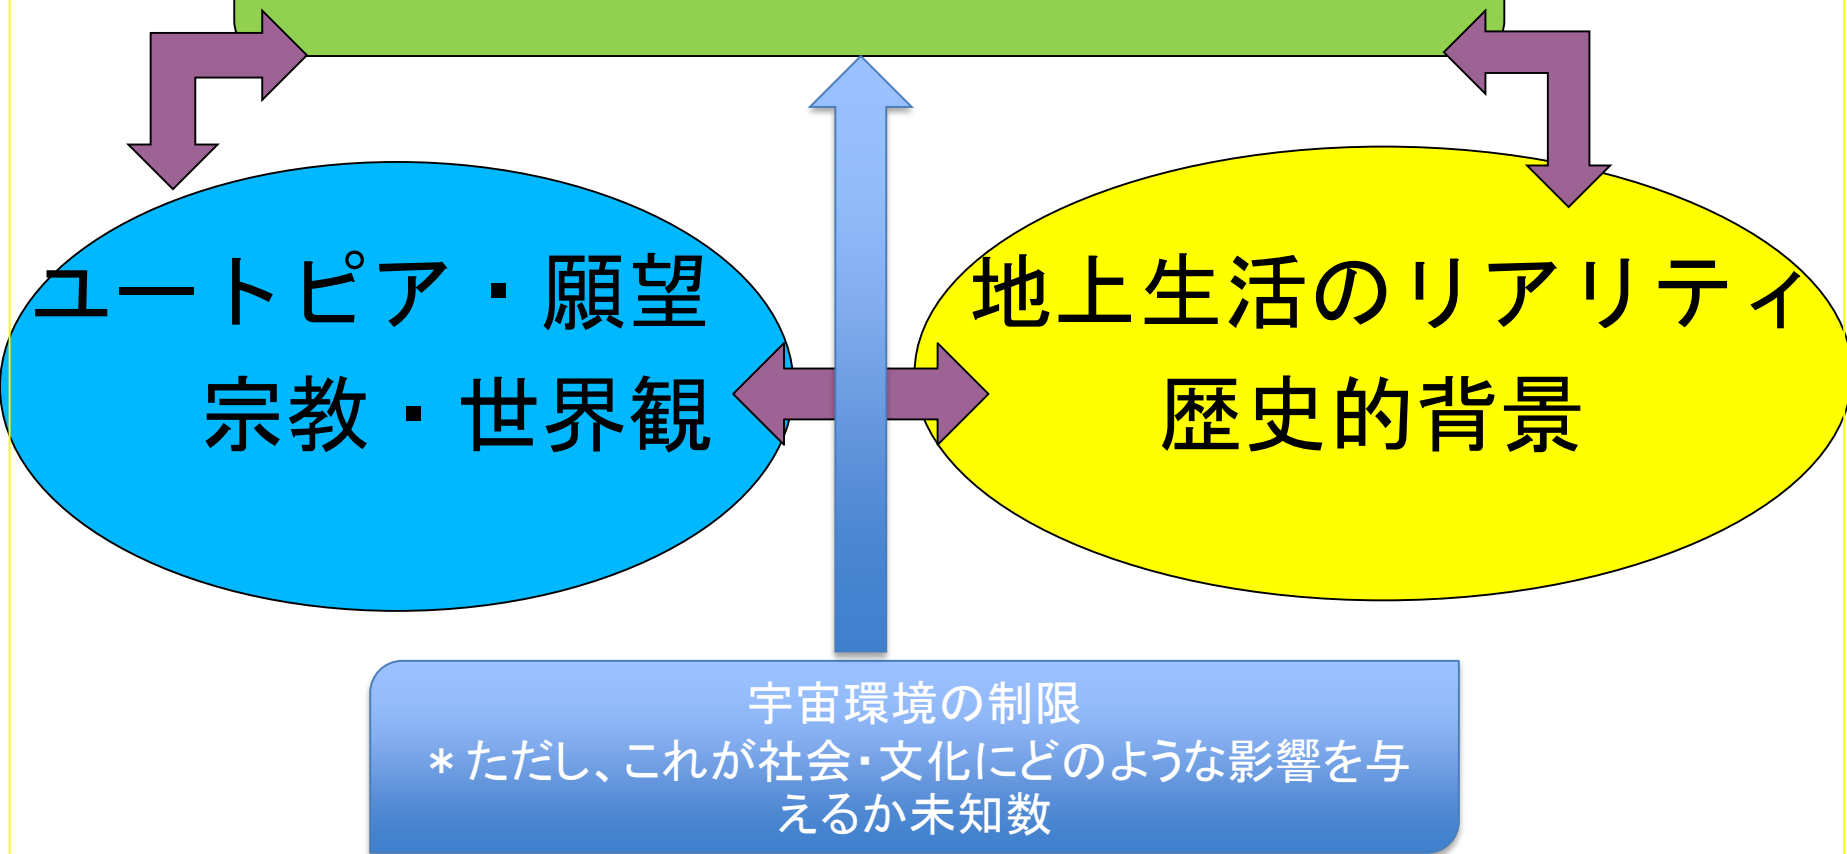 ユートピア・願望
宗教・世界観
地上生活のリアリティ
歴史的背景
宇宙環境の制限
＊ただし、これが社会・文化にどのような影響を与
えるか未知数